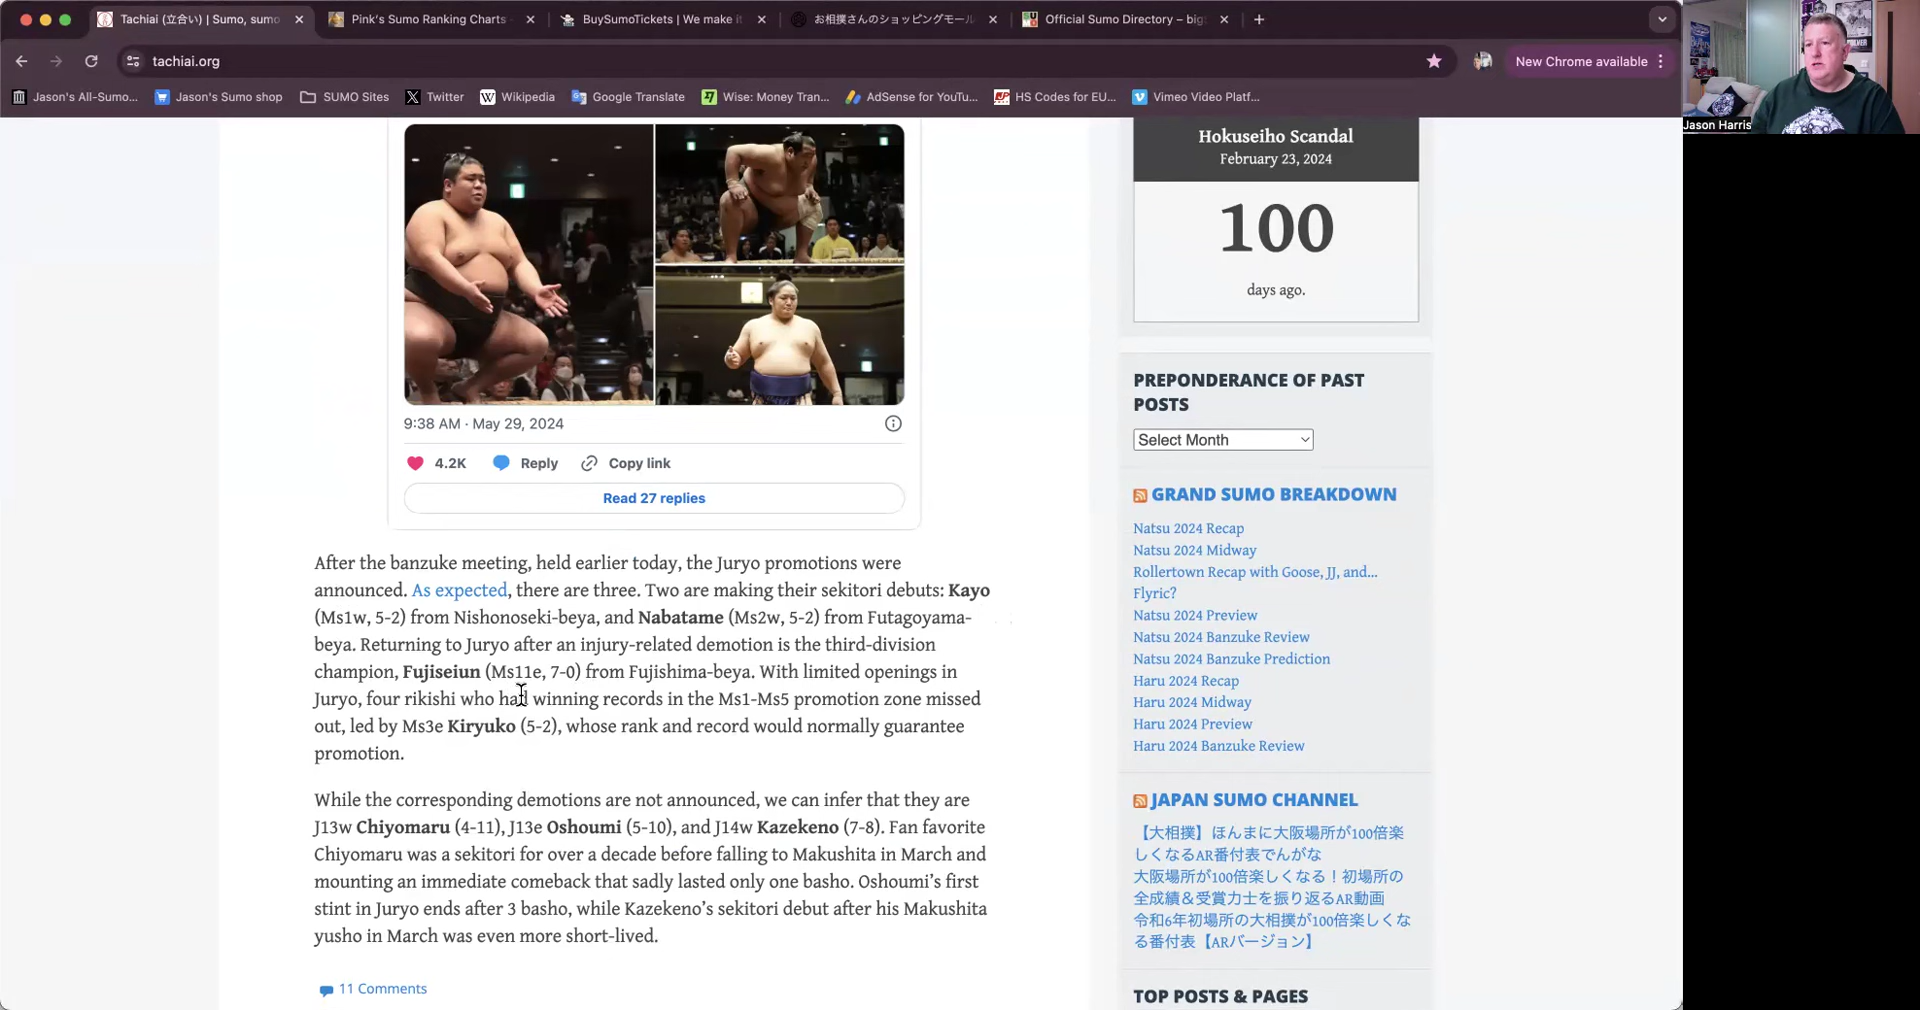 Tachiai (立合い) | Sumo, sumo
Pink's Sumo Ranking Charts
BuySumoTickets | We make it
お相撲さんのショッピングモール
Official Sumo Directory – big
tachiai.org
New Chrome available
Jason's All-Sumo...
Jason's Sumo shop
SUMO Sites
Twitter
Wikipedia
Google Translate
Wise: Money Tran...
AdSense for YouTu...
HS Codes for EU...
Vimeo Video Platf...
Jason Harris
9:38 AM · May 29, 2024
4.2K
Reply
Copy link
Read 27 replies
After the banzuke meeting, held earlier today, the Juryo promotions were
announced. As expected, there are three. Two are making their sekitori debuts: Kayo
(Ms1w, 5-2) from Nishonoseki-beya, and Nabatame (Ms2w, 5-2) from Futagoyama-
beya. Returning to Juryo after an injury-related demotion is the third-division
champion, Fujiseiun (Ms11e, 7-0) from Fujishima-beya. With limited openings in
Juryo, four rikishi who had winning records in the Ms1-Ms5 promotion zone missed
out, led by Ms3e Kiryuko (5-2), whose rank and record would normally guarantee
promotion.
While the corresponding demotions are not announced, we can infer that they are
J13w Chiyomaru (4-11), J13e Oshoumi (5-10), and J14w Kazekeno (7-8). Fan favorite
Chiyomaru was a sekitori for over a decade before falling to Makushita in March and
mounting an immediate comeback that sadly lasted only one basho. Oshoumi's first
stint in Juryo ends after 3 basho, while Kazekeno's sekitori debut after his Makushita
yusho in March was even more short-lived.
11 Comments
Hokuseiho Scandal
February 23, 2024
100
days ago.
PREPONDERANCE OF PAST
POSTS
Select Month
GRAND SUMO BREAKDOWN
Natsu 2024 Recap
Natsu 2024 Midway
Rollertown Recap with Goose, JJ, and...
Flyric?
Natsu 2024 Preview
Natsu 2024 Banzuke Review
Natsu 2024 Banzuke Prediction
Haru 2024 Recap
Haru 2024 Midway
Haru 2024 Preview
Haru 2024 Banzuke Review
JAPAN SUMO CHANNEL
【大相撲】ほんまに大阪場所が100倍楽
しくなるAR番付表でんがな
大阪場所が100倍楽しくなる！初場所の
全成績＆受賞力士を振り返るAR動画
令和6年初場所の大相撲が100倍楽しくな
る番付表【ARバージョン】
TOP POSTS & PAGES